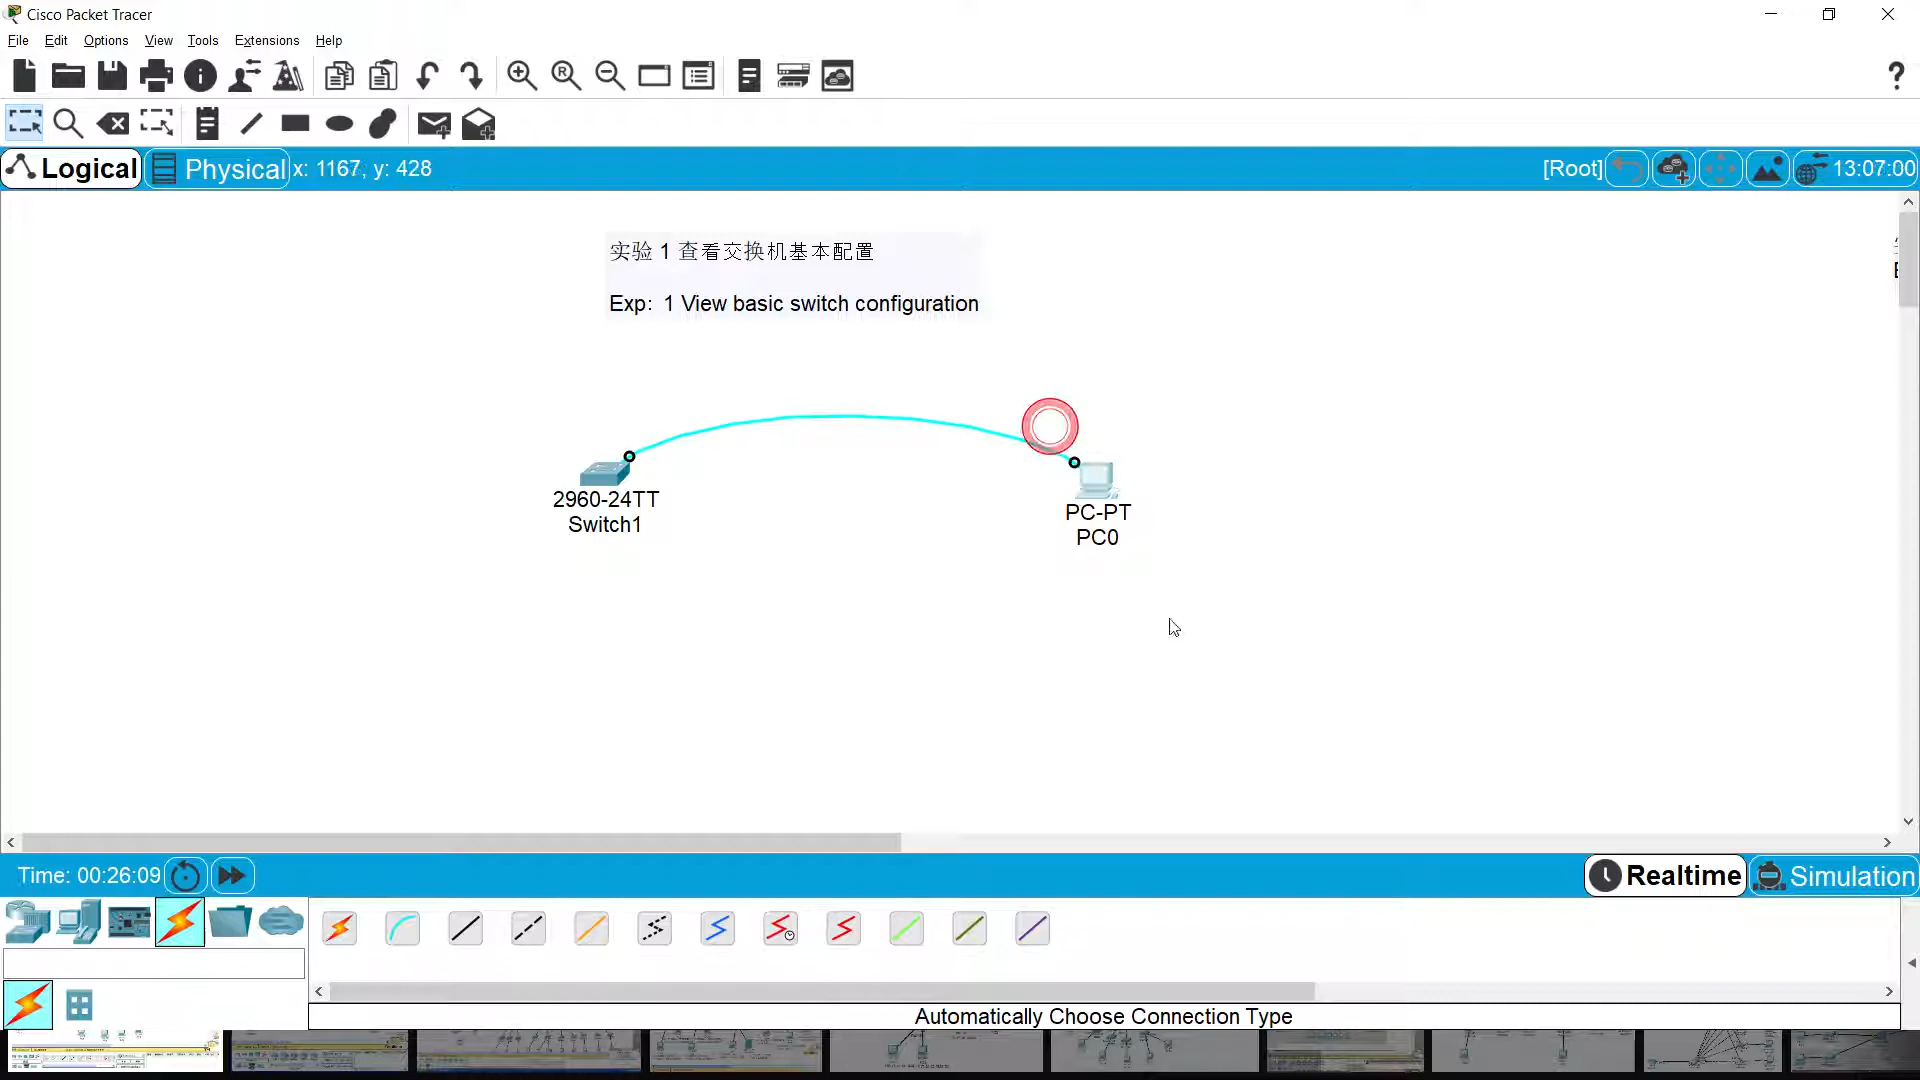 Cisco Packet Tracer
File Edit Options View Tools Extensions Help
Logical Physical x: 1167, y: 428 [Root] 13:07:00
实验 1 查看交换机基本配置
Exp: 1 View basic switch configuration
2960-24TT
Switch1
PC-PT
PC0
Time: 00:26:09 Realtime Simulation
Automatically Choose Connection Type